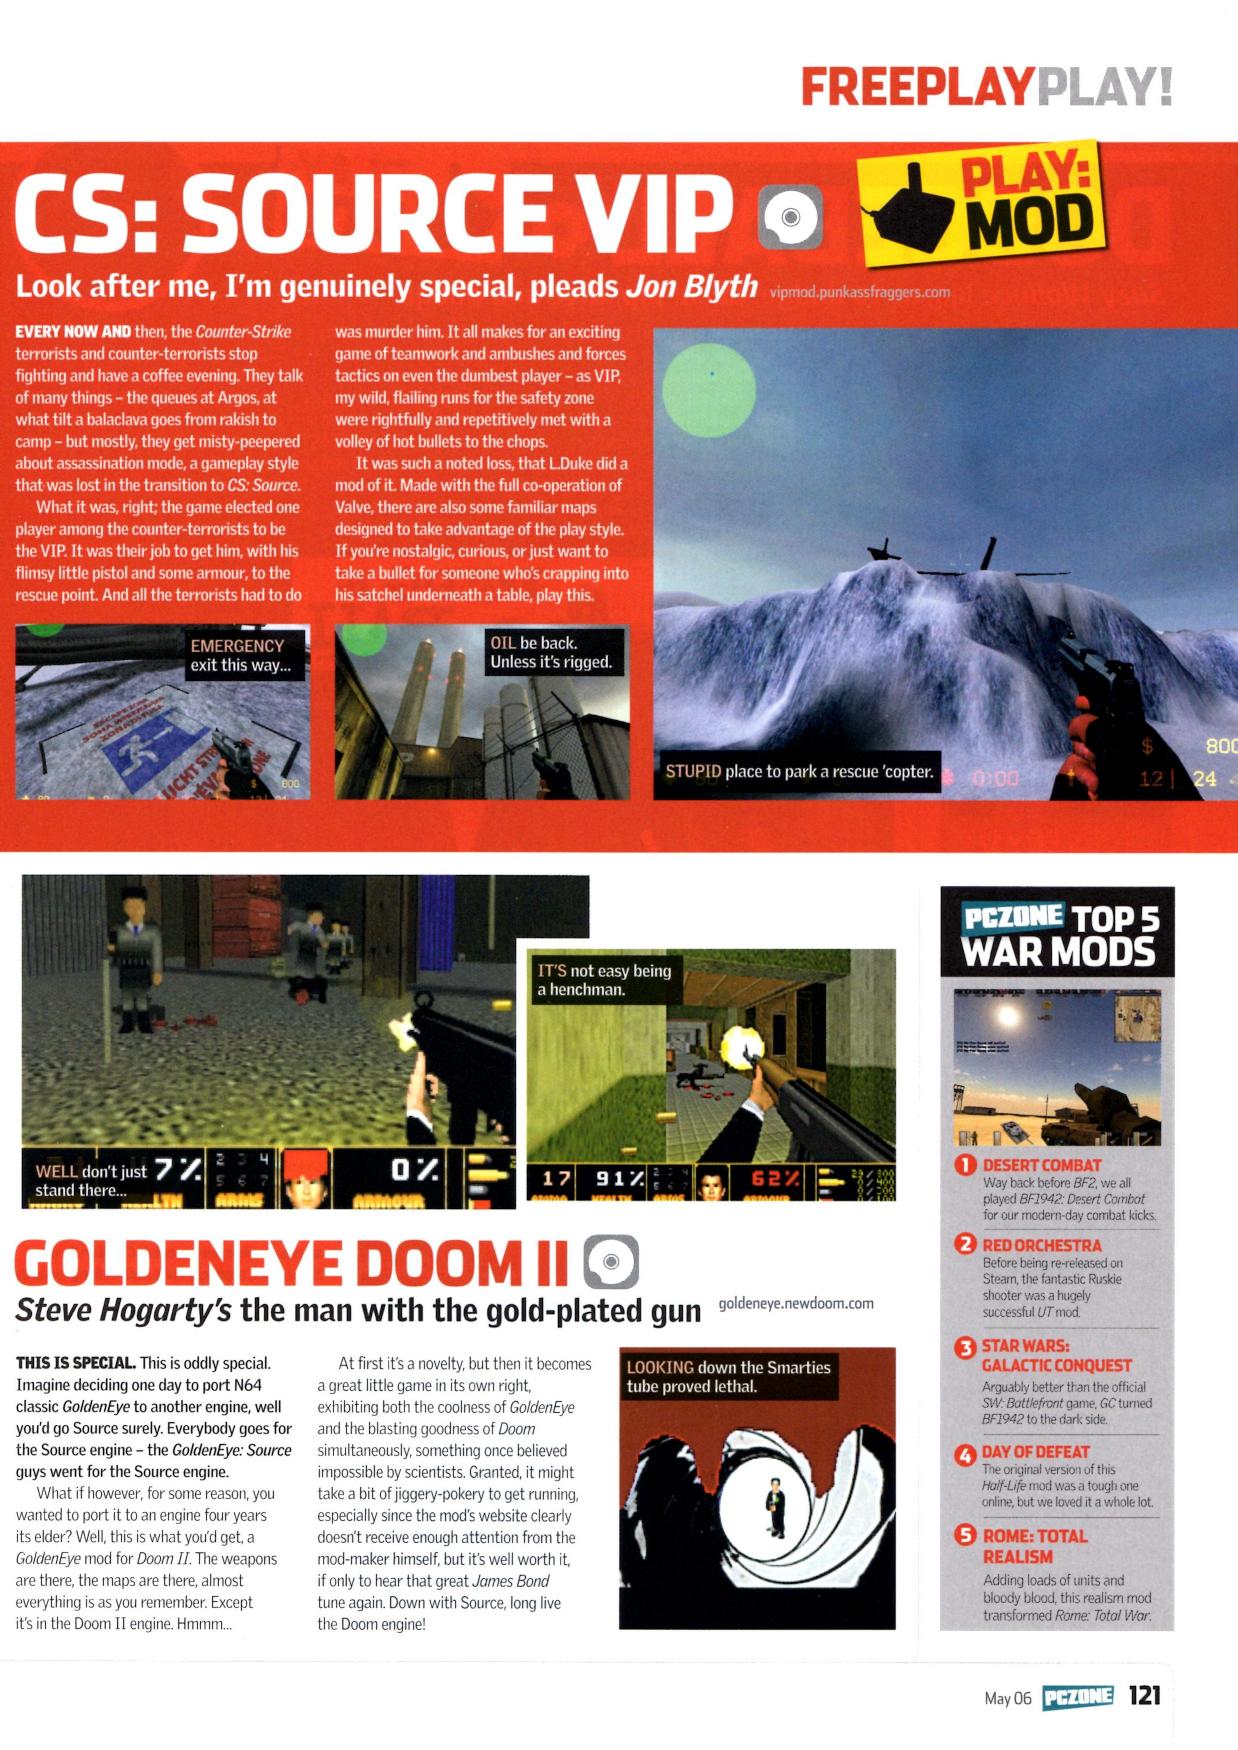 FREEPLAYPLAY!
CS: SOURCE VIP
PLAY:
MOD
Look after me, I'm genuinely special, pleads Jon Blyth
vipmod.punkassfraggers.com
EVERY NOW AND then, the Counter-Strike
terrorists and counter-terrorists stop
fighting and have a coffee evening. They talk
of many things – the queues at Argos, at
what tilt a balaclava goes from rakish to
camp – but mostly, they get misty-peepered
about assassination mode, a gameplay style
that was lost in the transition to CS: Source.
What it was, right; the game elected one
player among the counter-terrorists to be
the VIP. It was their job to get him, with his
flimsy little pistol and some armour, to the
rescue point. And all the terrorists had to do
was murder him. It all makes for an exciting
game of teamwork and ambushes and forces
tactics on even the dumbest player – as VIP,
my wild, flailing runs for the safety zone
were rightfully and repetitively met with a
volley of hot bullets to the chops.
It was such a noted loss, that L.Duke did a
mod of it. Made with the full co-operation of
Valve, there are also some familiar maps
designed to take advantage of the play style.
If you're nostalgic, curious, or just want to
take a bullet for someone who's crapping into
his satchel underneath a table, play this.
EMERGENCY
exit this way...
OIL be back.
Unless it's rigged.
STUPID place to park a rescue 'copter.
$ 800
0:00 12| 24
WELL don't just
stand there...
7% 2 3 4
5 6 7
ARMS
0%
ARMOUR
IT'S not easy being
a henchman.
17 91% 62%
HEALTH ARMS ARMOUR
GOLDENEYE DOOM II
Steve Hogarty's the man with the gold-plated gun
goldeneye.newdoom.com
THIS IS SPECIAL. This is oddly special.
Imagine deciding one day to port N64
classic GoldenEye to another engine, well
you'd go Source surely. Everybody goes for
the Source engine – the GoldenEye: Source
guys went for the Source engine.
What if however, for some reason, you
wanted to port it to an engine four years
its elder? Well, this is what you'd get, a
GoldenEye mod for Doom II. The weapons
are there, the maps are there, almost
everything is as you remember. Except
it's in the Doom II engine. Hmmm...
At first it's a novelty, but then it becomes
a great little game in its own right,
exhibiting both the coolness of GoldenEye
and the blasting goodness of Doom
simultaneously, something once believed
impossible by scientists. Granted, it might
take a bit of jiggery-pokery to get running,
especially since the mod's website clearly
doesn't receive enough attention from the
mod-maker himself, but it's well worth it,
if only to hear that great James Bond
tune again. Down with Source, long live
the Doom engine!
LOOKING down the Smarties
tube proved lethal.
PCZONE TOP 5
WAR MODS
1 DESERT COMBAT
Way back before BF2, we all
played BF1942: Desert Combat
for our modern-day combat kicks.
2 RED ORCHESTRA
Before being re-released on
Steam, the fantastic Ruskie
shooter was a hugely
successful UT mod.
3 STAR WARS:
GALACTIC CONQUEST
Arguably better than the official
SW: Battlefront game, GC turned
BF1942 to the dark side.
4 DAY OF DEFEAT
The original version of this
Half-Life mod was a tough one
online, but we loved it a whole lot.
5 ROME: TOTAL
REALISM
Adding loads of units and
bloody blood, this realism mod
transformed Rome: Total War.
May 06 PCZONE 121